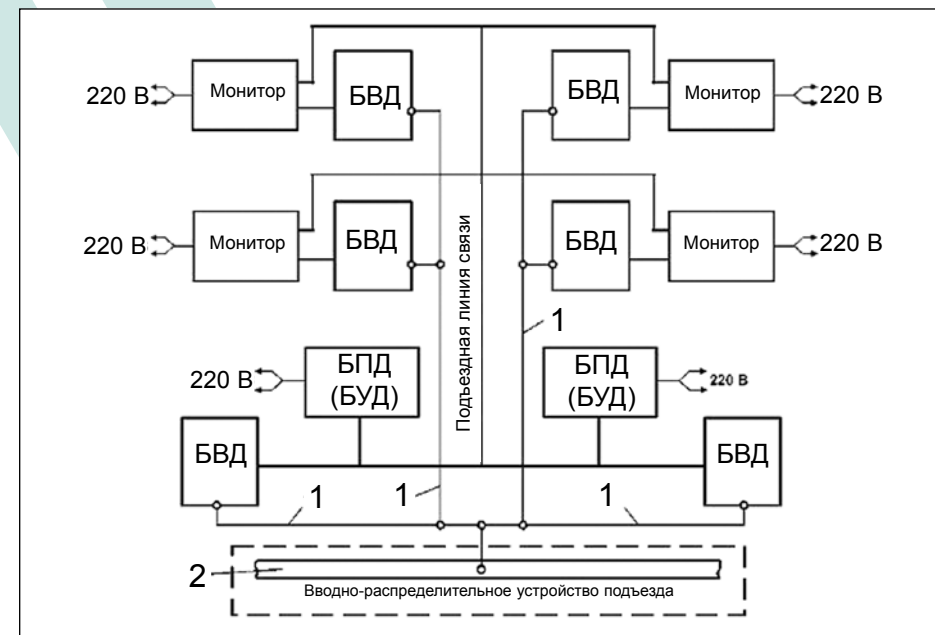 220 В
Монитор
БВД
БВД
Монитор
220 В
220 В
Монитор
БВД
БВД
Монитор
220 В
Подъездная линия связи
1
220 В
БПД
(БУД)
БПД
(БУД)
220 В
БВД
БВД
1
1
1
2
Вводно-распределительное устройство подъезда